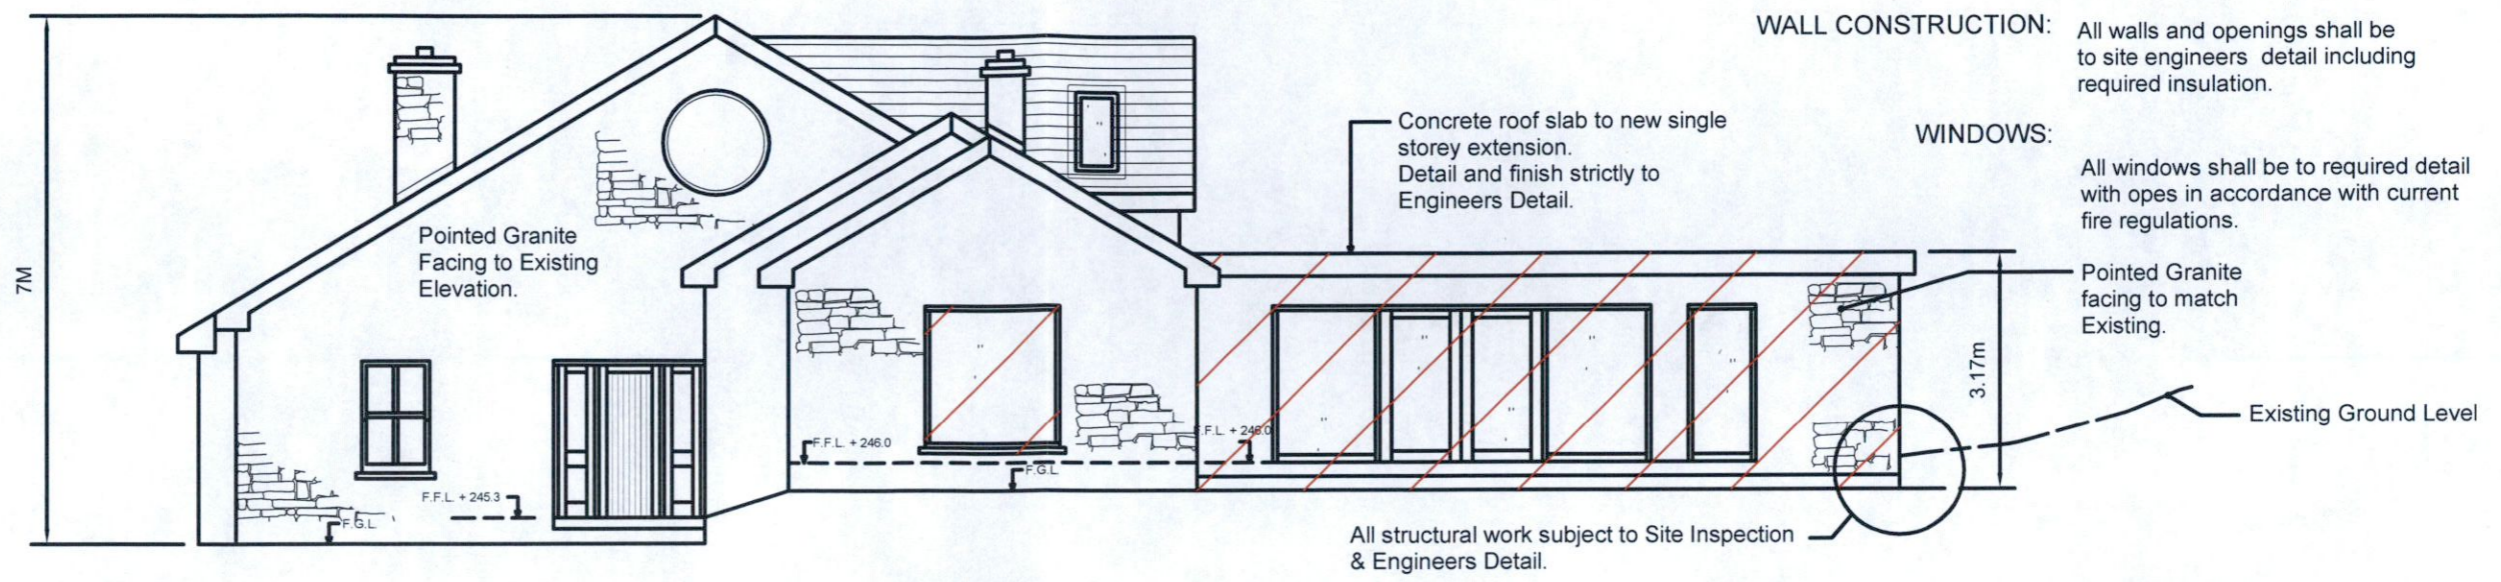 7M
Pointed Granite
Facing to Existing
Elevation.
F.F.L. + 245.3
F.G.L.
F.F.L. + 246.0
F.G.L.
F.F.L. + 246.0
Concrete roof slab to new single
storey extension.
Detail and finish strictly to
Engineers Detail.
WALL CONSTRUCTION:
All walls and openings shall be
to site engineers detail including
required insulation.
WINDOWS:
All windows shall be to required detail
with opes in accordance with current
fire regulations.
Pointed Granite
facing to match
Existing.
3.17m
Existing Ground Level
All structural work subject to Site Inspection
& Engineers Detail.